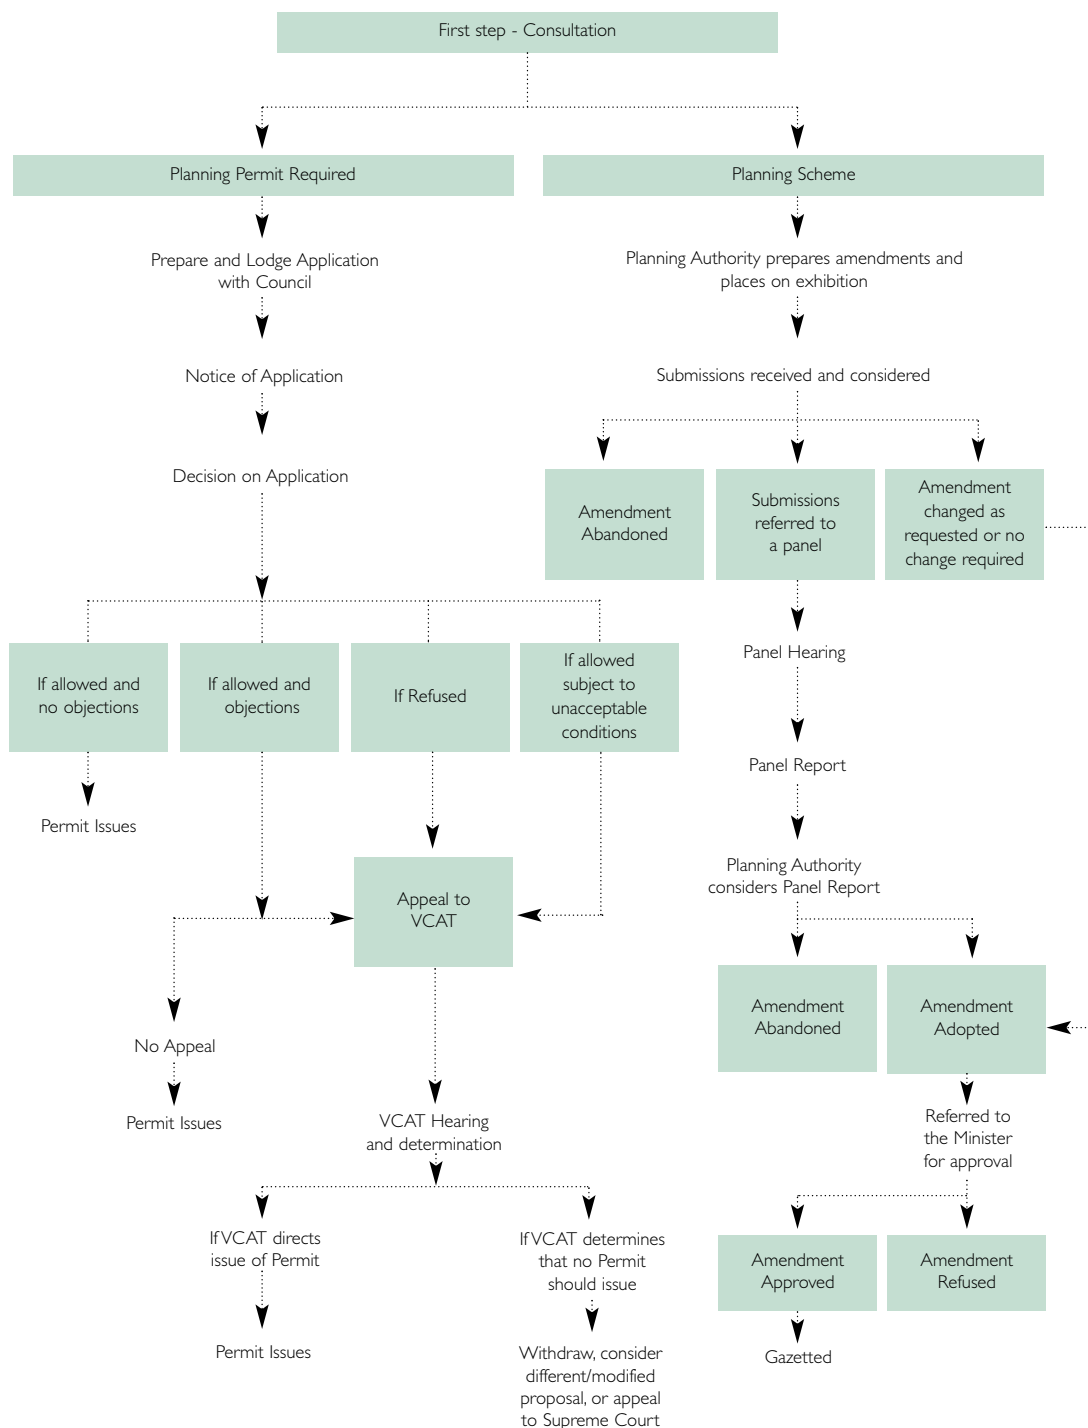 First step - Consultation
Planning Permit Required
Planning Scheme
Prepare and Lodge Application
with Council
Planning Authority prepares amendments and
places on exhibition
Notice of Application
Submissions received and considered
Decision on Application
Amendment
Abandoned
Submissions
referred to
a panel
Amendment
changed as
requested or no
change required
If allowed and
no objections
If allowed and
objections
If Refused
If allowed
subject to
unacceptable
conditions
Panel Hearing
Panel Report
Permit Issues
Planning Authority
considers Panel Report
Appeal to
VCAT
Amendment
Abandoned
Amendment
Adopted
No Appeal
Permit Issues
VCAT Hearing
and determination
Referred to
the Minister
for approval
If VCAT directs
issue of Permit
If VCAT determines
that no Permit
should issue
Amendment
Approved
Amendment
Refused
Permit Issues
Withdraw, consider
different/modified
proposal, or appeal
to Supreme Court
Gazetted